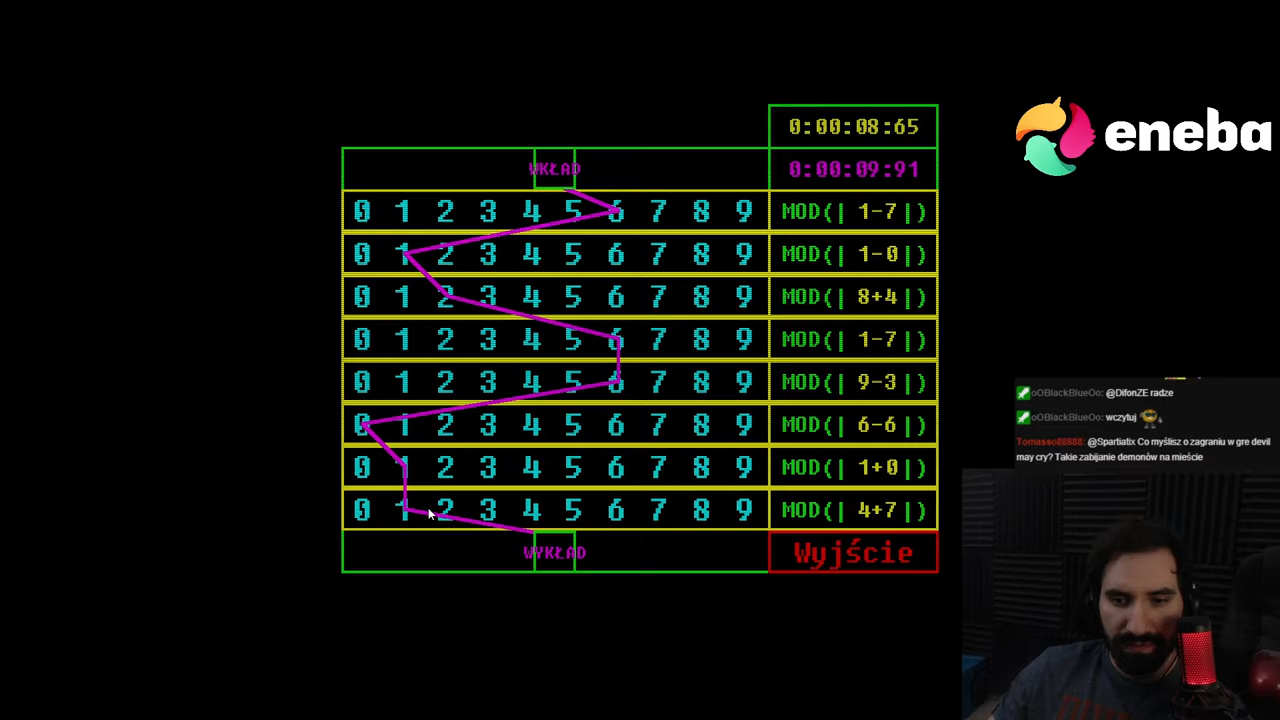 0:00:08:65
eneba
WKŁAD
0:00:09:91
0 1 2 3 4 5 6 7 8 9 MOD(| 1-7|)
0 1 2 3 4 5 6 7 8 9 MOD(| 1-0|)
0 1 2 3 4 5 6 7 8 9 MOD(| 8+4|)
0 1 2 3 4 5 6 7 8 9 MOD(| 1-7|)
0 1 2 3 4 5 6 7 8 9 MOD(| 9-3|)
0 1 2 3 4 5 6 7 8 9 MOD(| 6-6|)
0 1 2 3 4 5 6 7 8 9 MOD(| 1+0|)
0 1 2 3 4 5 6 7 8 9 MOD(| 4+7|)
WYKŁAD
Wyjście
oOBlackBlueOo: @DifonZE radze
oOBlackBlueOo: wczytuj
Tomasso88888: @Spartiatix Co myślisz o zagraniu w gre devil
may cry? Takie zabijanie demonów na mieście